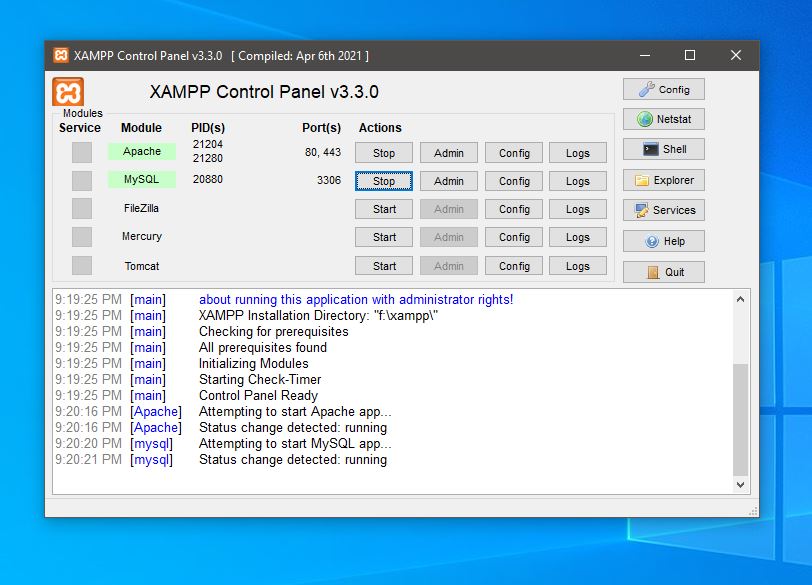 XAMPP Control Panel v3.3.0 [ Compiled: Apr 6th 2021 ]
XAMPP Control Panel v3.3.0
Config
Modules
Service Module PID(s) Port(s) Actions
Netstat
Apache 21204 21280 80, 443 Stop Admin Config Logs
Shell
MySQL 20880 3306 Stop Admin Config Logs
Explorer
FileZilla Start Admin Config Logs
Services
Mercury Start Admin Config Logs
Help
Tomcat Start Admin Config Logs
Quit
9:19:25 PM [main] about running this application with administrator rights!
9:19:25 PM [main] XAMPP Installation Directory: "f:\xampp\"
9:19:25 PM [main] Checking for prerequisites
9:19:25 PM [main] All prerequisites found
9:19:25 PM [main] Initializing Modules
9:19:25 PM [main] Starting Check-Timer
9:19:25 PM [main] Control Panel Ready
9:20:16 PM [Apache] Attempting to start Apache app...
9:20:16 PM [Apache] Status change detected: running
9:20:20 PM [mysql] Attempting to start MySQL app...
9:20:21 PM [mysql] Status change detected: running